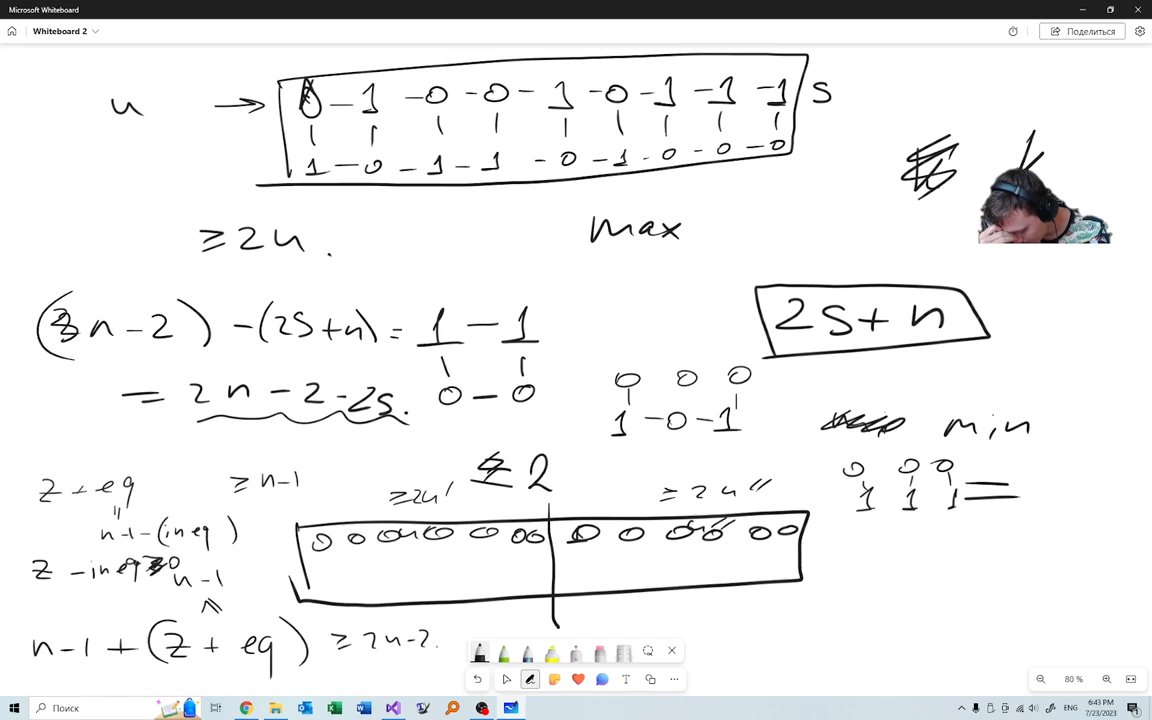 Microsoft Whiteboard
Whiteboard 2
Поделиться
n → 0 - 1 - 0 - 0 - 1 - 0 - 1 - 1 - 1 S
1 - 0 - 1 - 1 - 0 - 1 - 0 - 0 - 0
≥ 2n.
max
(3n - 2) - (2S + n) = 1 - 1
0 - 0
2S + n
= 2n - 2 - 2S.
0 0 0
1 - 0 - 1
min
0 0 0
1 1 1 =
z + eq ≥ n - 1
2
n - 1 - (ineq)
≥ 2n' ≥ 2n''
z - ineq ≥ 0
n - 1
n - 1 + (z + eq) ≥ 2n - 2.
80 %
Поиск
ENG
6:43 PM
7/23/2023